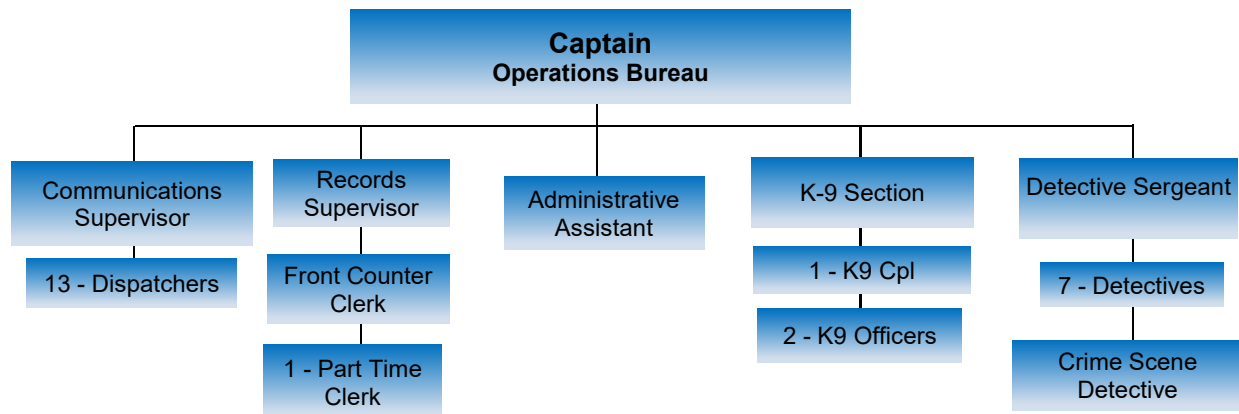 Captain
Operations Bureau
Communications
Supervisor
13 - Dispatchers
Records
Supervisor
Front Counter
Clerk
1 - Part Time
Clerk
Administrative
Assistant
K-9 Section
1 - K9 Cpl
2 - K9 Officers
Detective Sergeant
7 - Detectives
Crime Scene
Detective